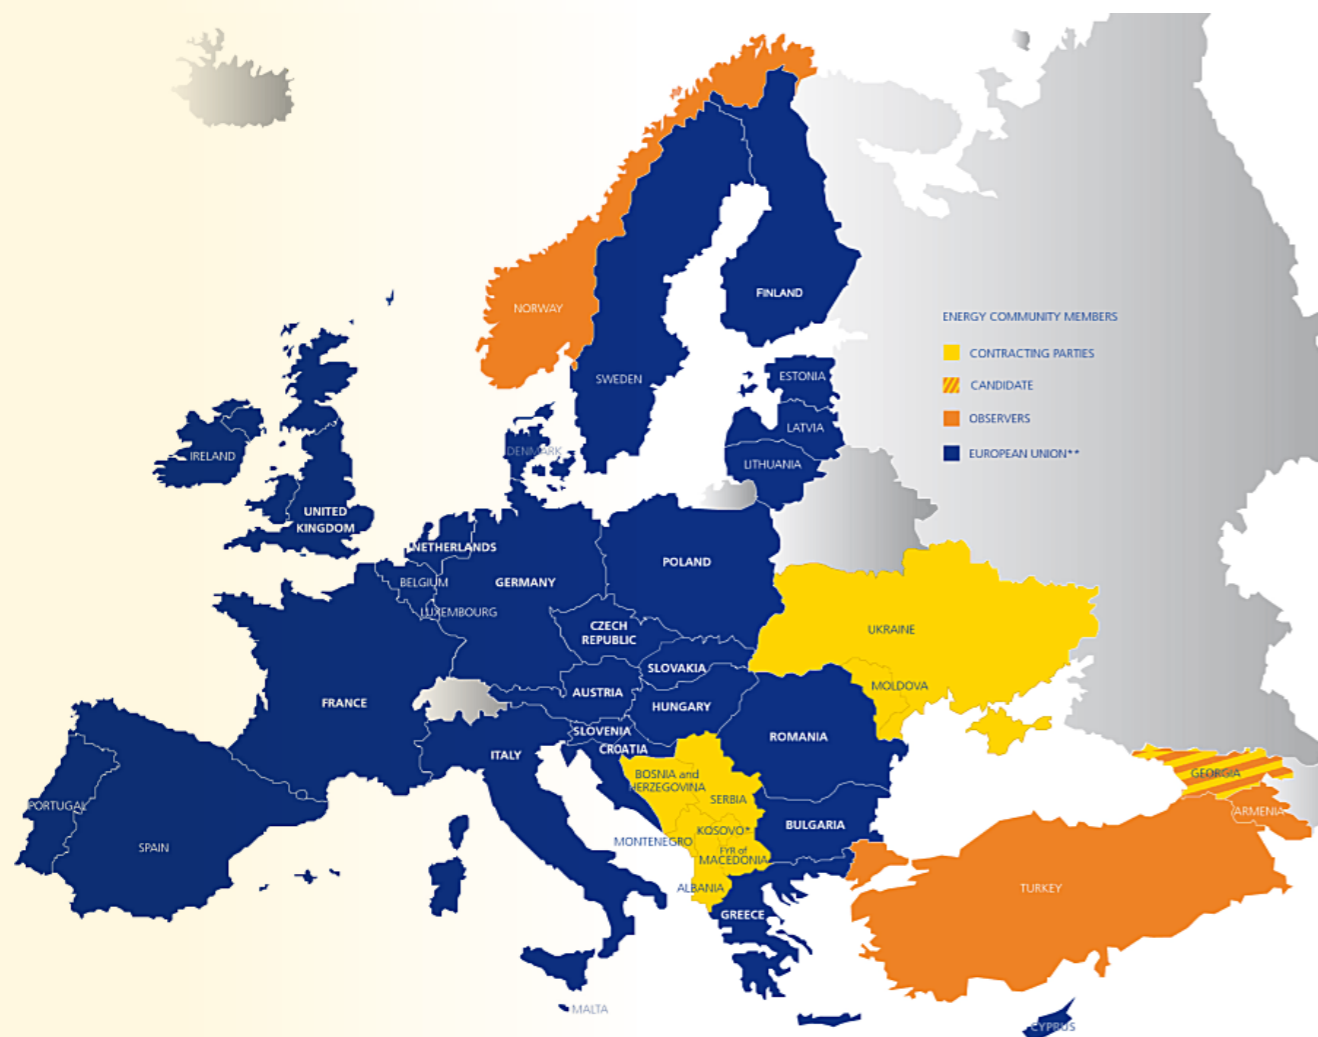 NORWAY
FINLAND
ENERGY COMMUNITY MEMBERS
CONTRACTING PARTIES
CANDIDATE
OBSERVERS
EUROPEAN UNION**
SWEDEN
ESTONIA
LATVIA
LITHUANIA
DENMARK
IRELAND
UNITED
KINGDOM
NETHERLANDS
BELGIUM
LUXEMBOURG
GERMANY
POLAND
CZECH
REPUBLIC
SLOVAKIA
AUSTRIA
HUNGARY
UKRAINE
MOLDOVA
FRANCE
SLOVENIA
CROATIA
ITALY
ROMANIA
BOSNIA and
HERZEGOVINA
SERBIA
GEORGIA
ARMENIA
PORTUGAL
SPAIN
MONTENEGRO
KOSOVO*
FYR of
MACEDONIA
BULGARIA
ALBANIA
GREECE
TURKEY
MALTA
CYPRUS